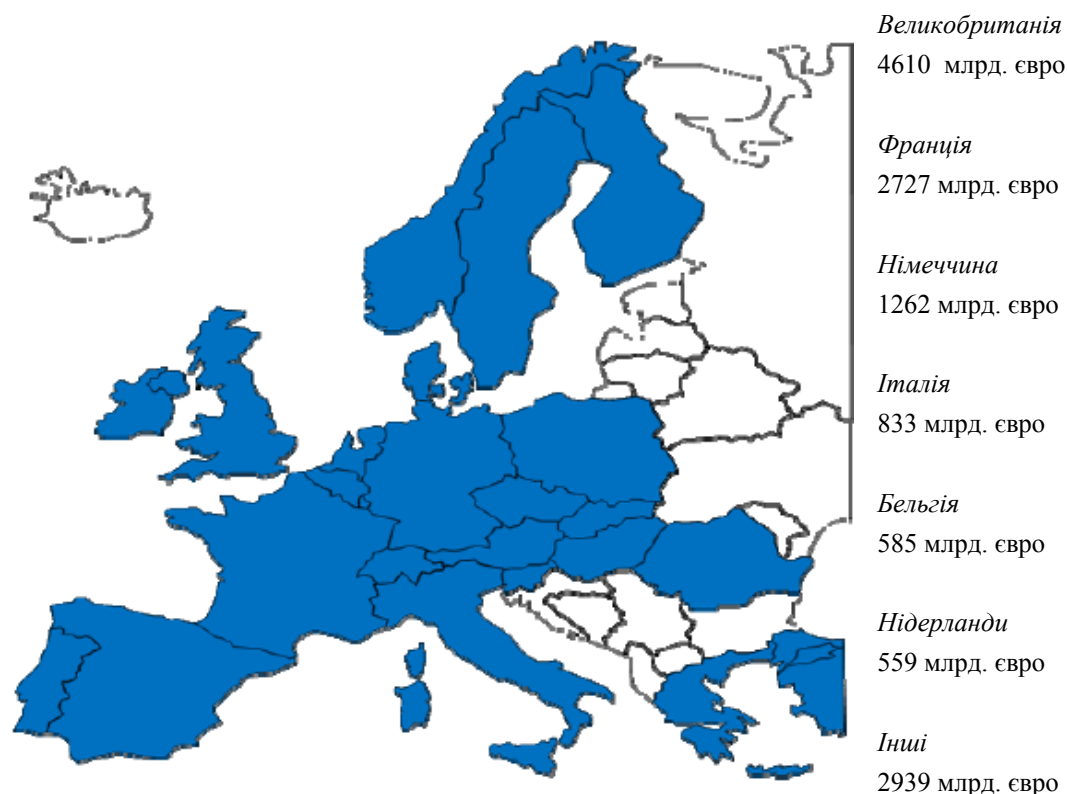 Великобританія
4610 млрд. євро
Франція
2727 млрд. євро
Німеччина
1262 млрд. євро
Італія
833 млрд. євро
Бельгія
585 млрд. євро
Нідерланди
559 млрд. євро
Інші
2939 млрд. євро